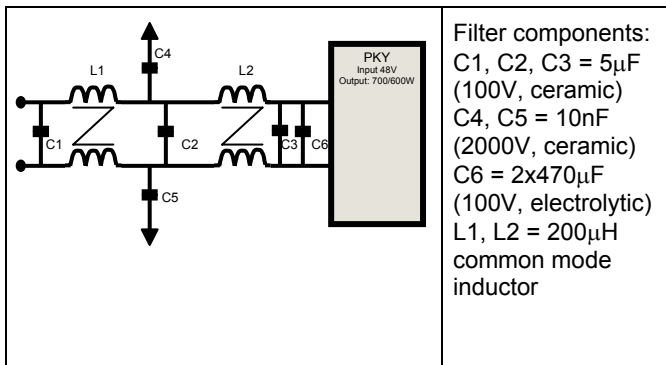 C4
L1
L2
PKY
Input 48V
Output: 700/600W
C1
C2
C3
C6
C5
Filter components:
C1, C2, C3 = 5μF
(100V, ceramic)
C4, C5 = 10nF
(2000V, ceramic)
C6 = 2x470μF
(100V, electrolytic)
L1, L2 = 200μH
common mode
inductor